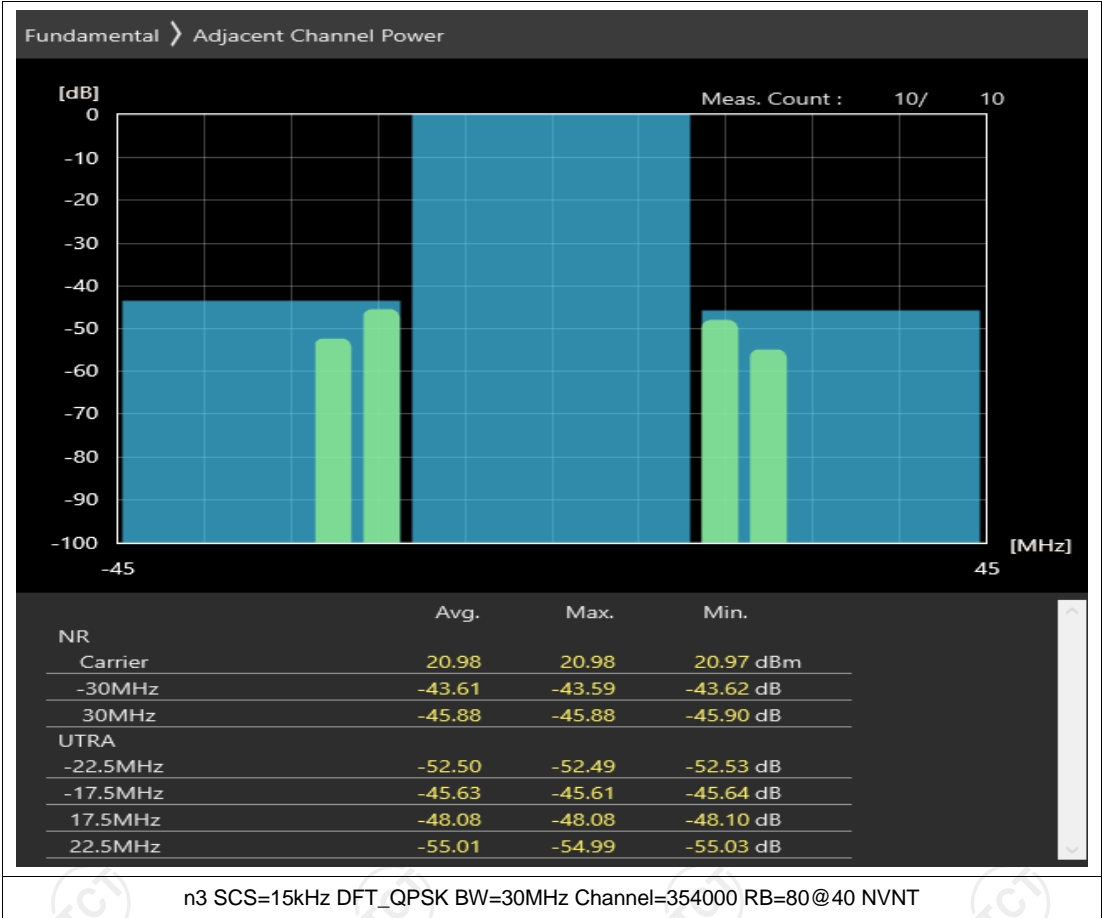 Fundamental 〉 Adjacent Channel Power
[dB]
Meas. Count : 10/ 10
0
-10
-20
-30
-40
-50
-60
-70
-80
-90
-100
[MHz]
-45 45
Avg. Max. Min.
NR
Carrier 20.98 20.98 20.97 dBm
-30MHz -43.61 -43.59 -43.62 dB
30MHz -45.88 -45.88 -45.90 dB
UTRA
-22.5MHz -52.50 -52.49 -52.53 dB
-17.5MHz -45.63 -45.61 -45.64 dB
17.5MHz -48.08 -48.08 -48.10 dB
22.5MHz -55.01 -54.99 -55.03 dB
n3 SCS=15kHz DFT_QPSK BW=30MHz Channel=354000 RB=80@40 NVNT
TCT TCT TCT TCT